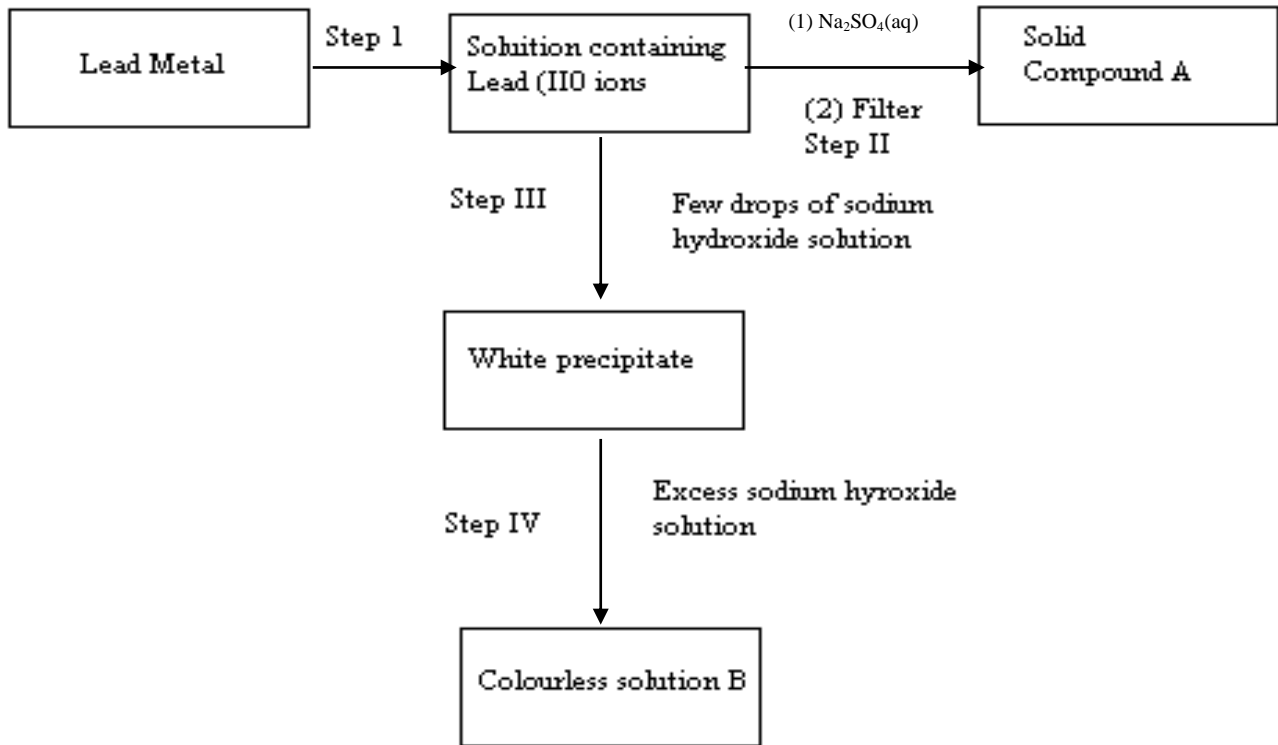 Lead Metal
Step 1
Soluition containing
Lead (II0 ions
(1) Na₂SO₄(aq)
(2) Filter
Step II
Solid
Compound A
Step III
Few drops of sodium
hydroxide solution
White precipitate
Step IV
Excess sodium hyroxide
solution
Colourless solution B